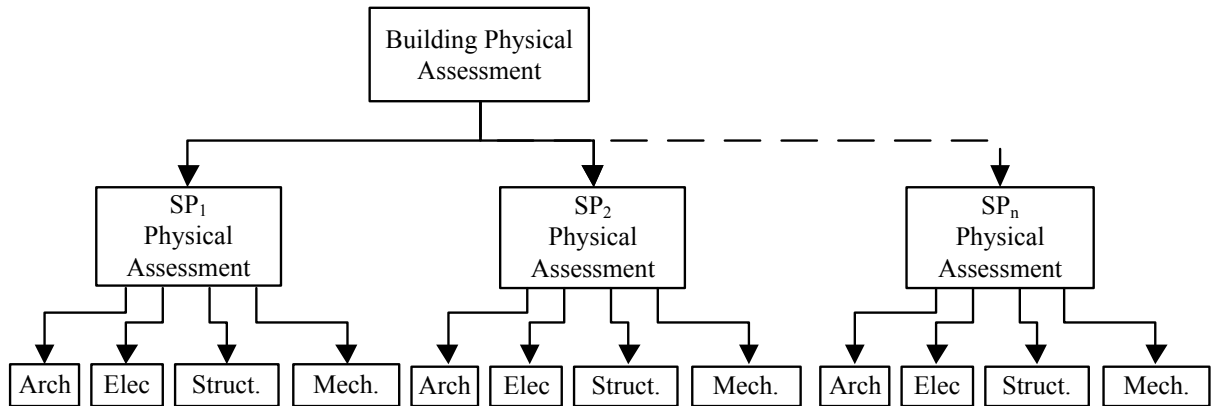 Building Physical
Assessment
SP₁
Physical
Assessment
SP₂
Physical
Assessment
SPₙ
Physical
Assessment
Arch
Elec
Struct.
Mech.
Arch
Elec
Struct.
Mech.
Arch
Elec
Struct.
Mech.